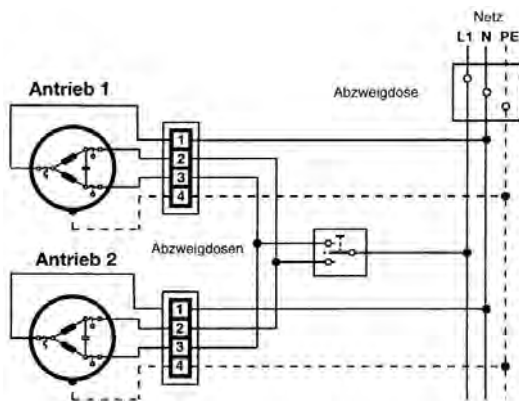 Netz
L1 N PE
Abzweigdose
Antrieb 1
1
2
3
4
Abzweigdosen
Antrieb 2
1
2
3
4